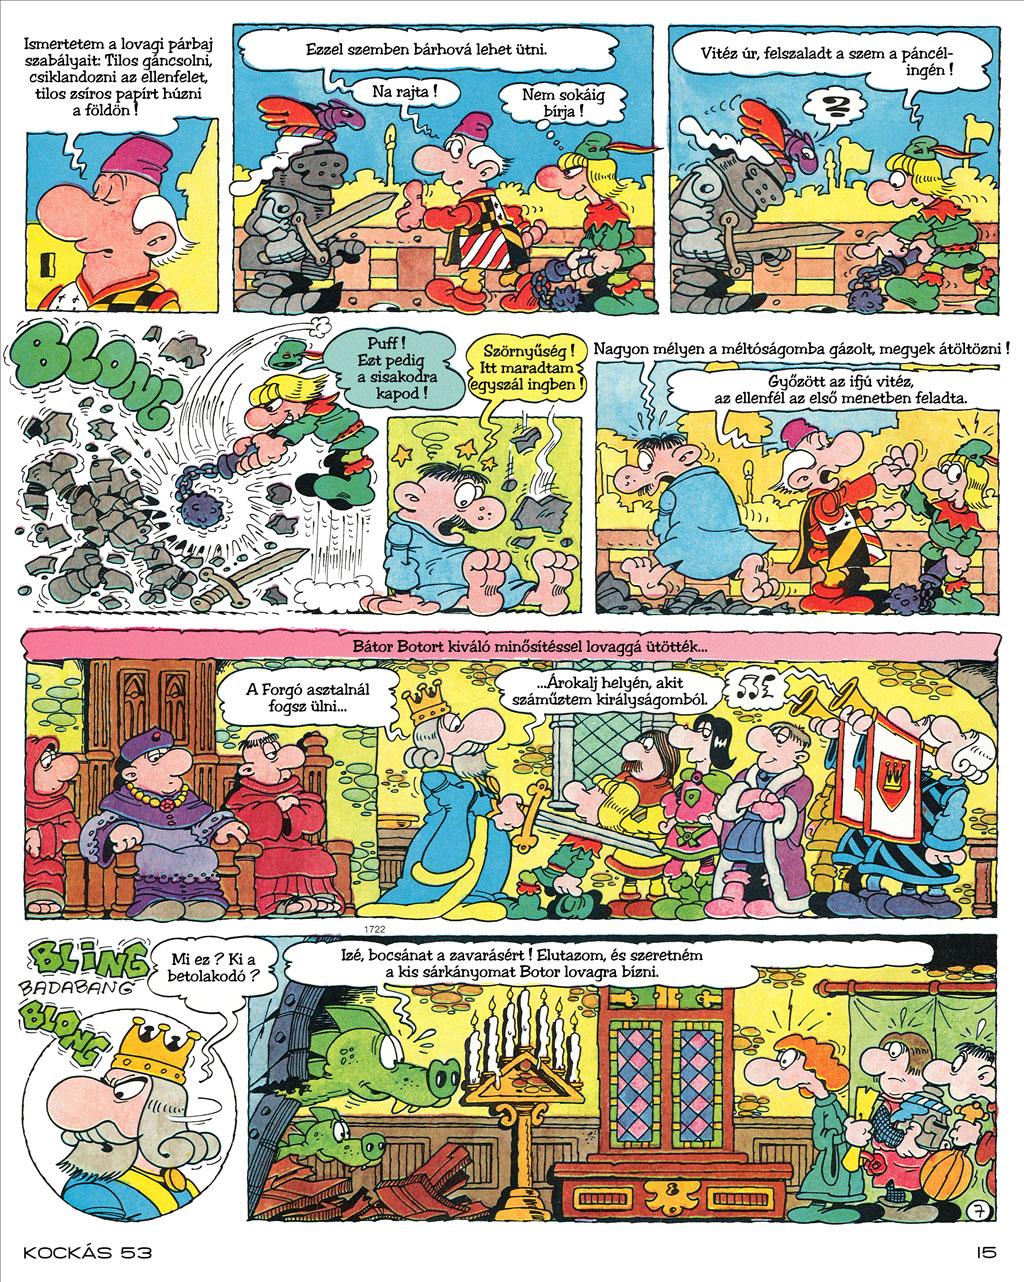 Ismertetem a lovagi párbaj
szabályait: Tilos gáncsolni,
csiklandozni az ellenfelet,
tilos zsíros papírt húzni
a földön !
Ezzel szemben bárhová lehet ütni.
Na rajta !
Nem sokáig
bírja !
Vitéz úr, felszaladt a szem a páncél-
ingén !
?
BLONG
Puff !
Ezt pedig
a sisakodra
kapod !
Szörnyűség !
Itt maradtam
egyszál ingben !
Nagyon mélyen a méltóságomba gázolt, megyek átöltözni !
Győzött az ifjú vitéz,
az ellenfél az első menetben feladta.
Bátor Botort kiváló minősítéssel lovaggá ütötték...
A Forgó asztalnál
fogsz ülni...
...Árokalj helyén, akit
száműztem királyságomból.
1722
BLING
BADABANG
BLONG
Mi ez ? Ki a
betolakodó ?
Izé, bocsánat a zavarásért ! Elutazom, és szeretném
a kis sárkányomat Botor lovagra bízni.
7
KOCKÁS 53
15